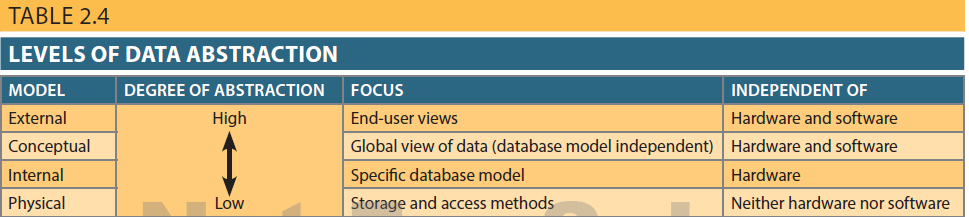 TABLE 2.4
LEVELS OF DATA ABSTRACTION
MODEL DEGREE OF ABSTRACTION FOCUS INDEPENDENT OF
External High End-user views Hardware and software
Conceptual Global view of data (database model independent) Hardware and software
Internal Specific database model Hardware
Physical Low Storage and access methods Neither hardware nor software